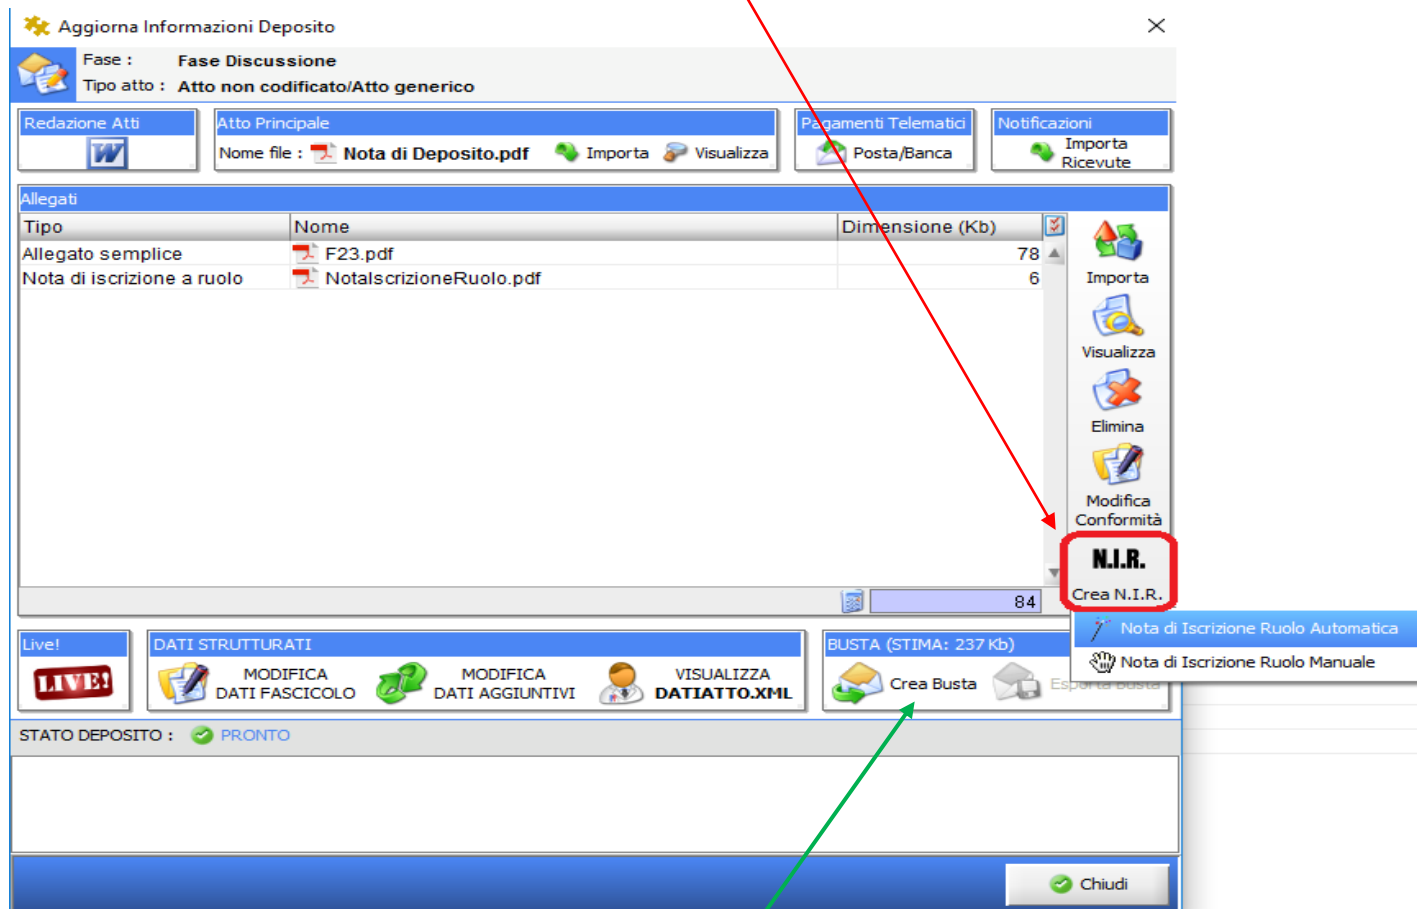 Aggiorna Informazioni Deposito
Fase : Fase Discussione
Tipo atto : Atto non codificato/Atto generico
Redazione Atti
W
Atto Principale
Nome file : Nota di Deposito.pdf Importa Visualizza
Pagamenti Telematici
Posta/Banca
Notificazioni
Importa
Ricevute
Allegati
Tipo Nome Dimensione (Kb)
Allegato semplice F23.pdf 78
Nota di iscrizione a ruolo NotaIscrizioneRuolo.pdf 6
Importa
Visualizza
Elimina
Modifica
Conformità
N.I.R.
Crea N.I.R.
84
Nota di Iscrizione Ruolo Automatica
Nota di Iscrizione Ruolo Manuale
Live!
LIVE!
DATI STRUTTURATI
MODIFICA
DATI FASCICOLO
MODIFICA
DATI AGGIUNTIVI
VISUALIZZA
DATIATTO.XML
BUSTA (STIMA: 237 Kb)
Crea Busta
Esporta Busta
STATO DEPOSITO : PRONTO
Chiudi